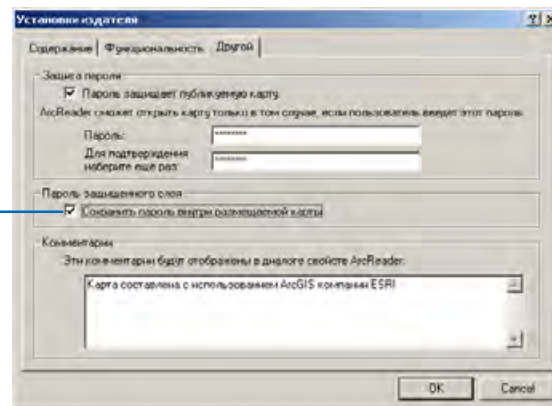 Установки издателя
Содержание Функциональность Другой
Защита пароля
Пароль защищает публикуемую карту
ArcReader сможет открыть карту только в том случае, если пользователь введет этот пароль
Пароль: ********
Для подтверждения
наберите еще раз: ********
Пароль защищенного слоя
Сохранить пароль внутри размещаемой карты
Комментарии
Эти комментарии будут отображены в диалоге свойств ArcReader:
Карта составлена с использованием ArcGIS компании ESRI
OK Cancel